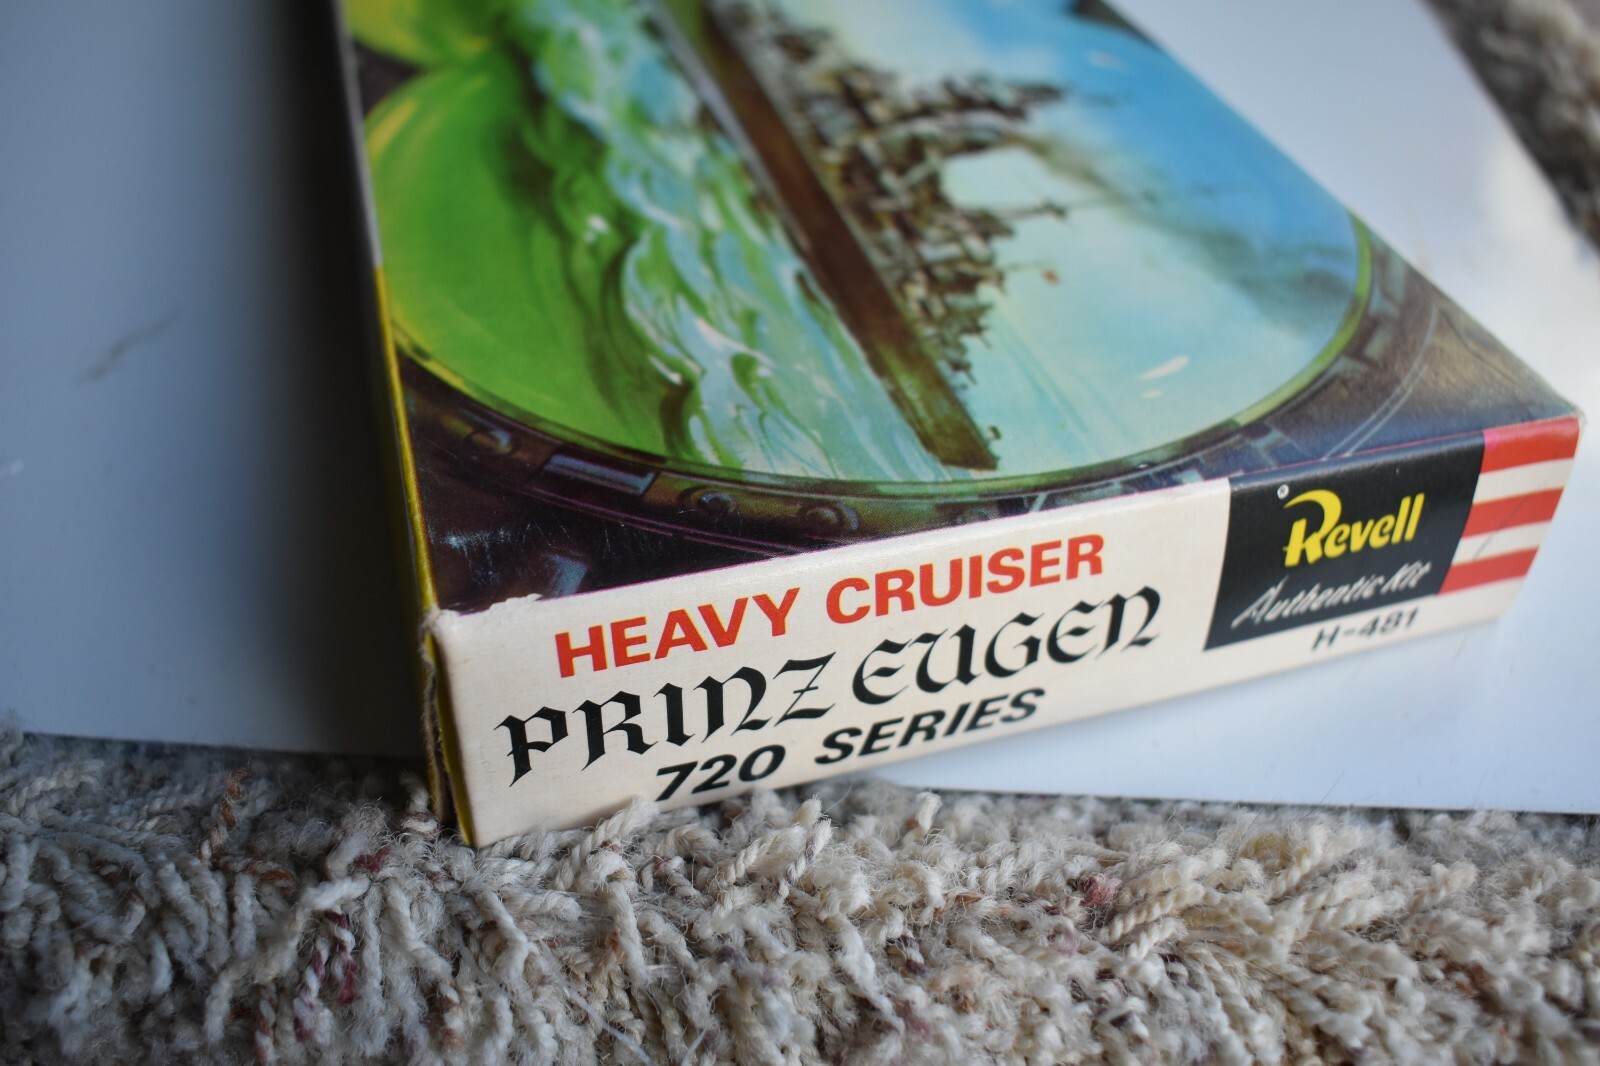 HEAVY CRUISER
PRINZ EUGEN
720 SERIES
Revell
Authentic Kit
H-481